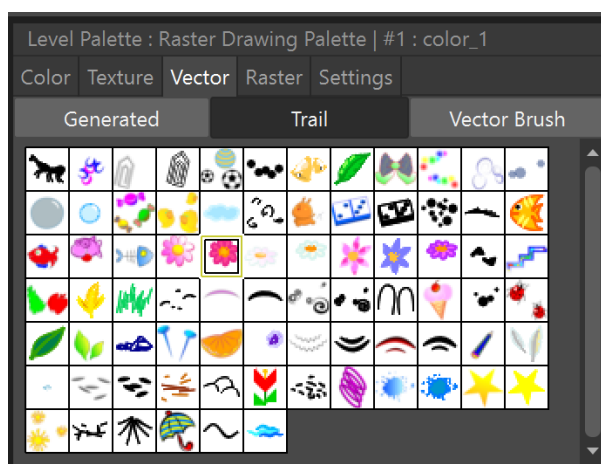 Level Palette : Raster Drawing Palette | #1 : color_1
Color Texture Vector Raster Settings
Generated Trail Vector Brush